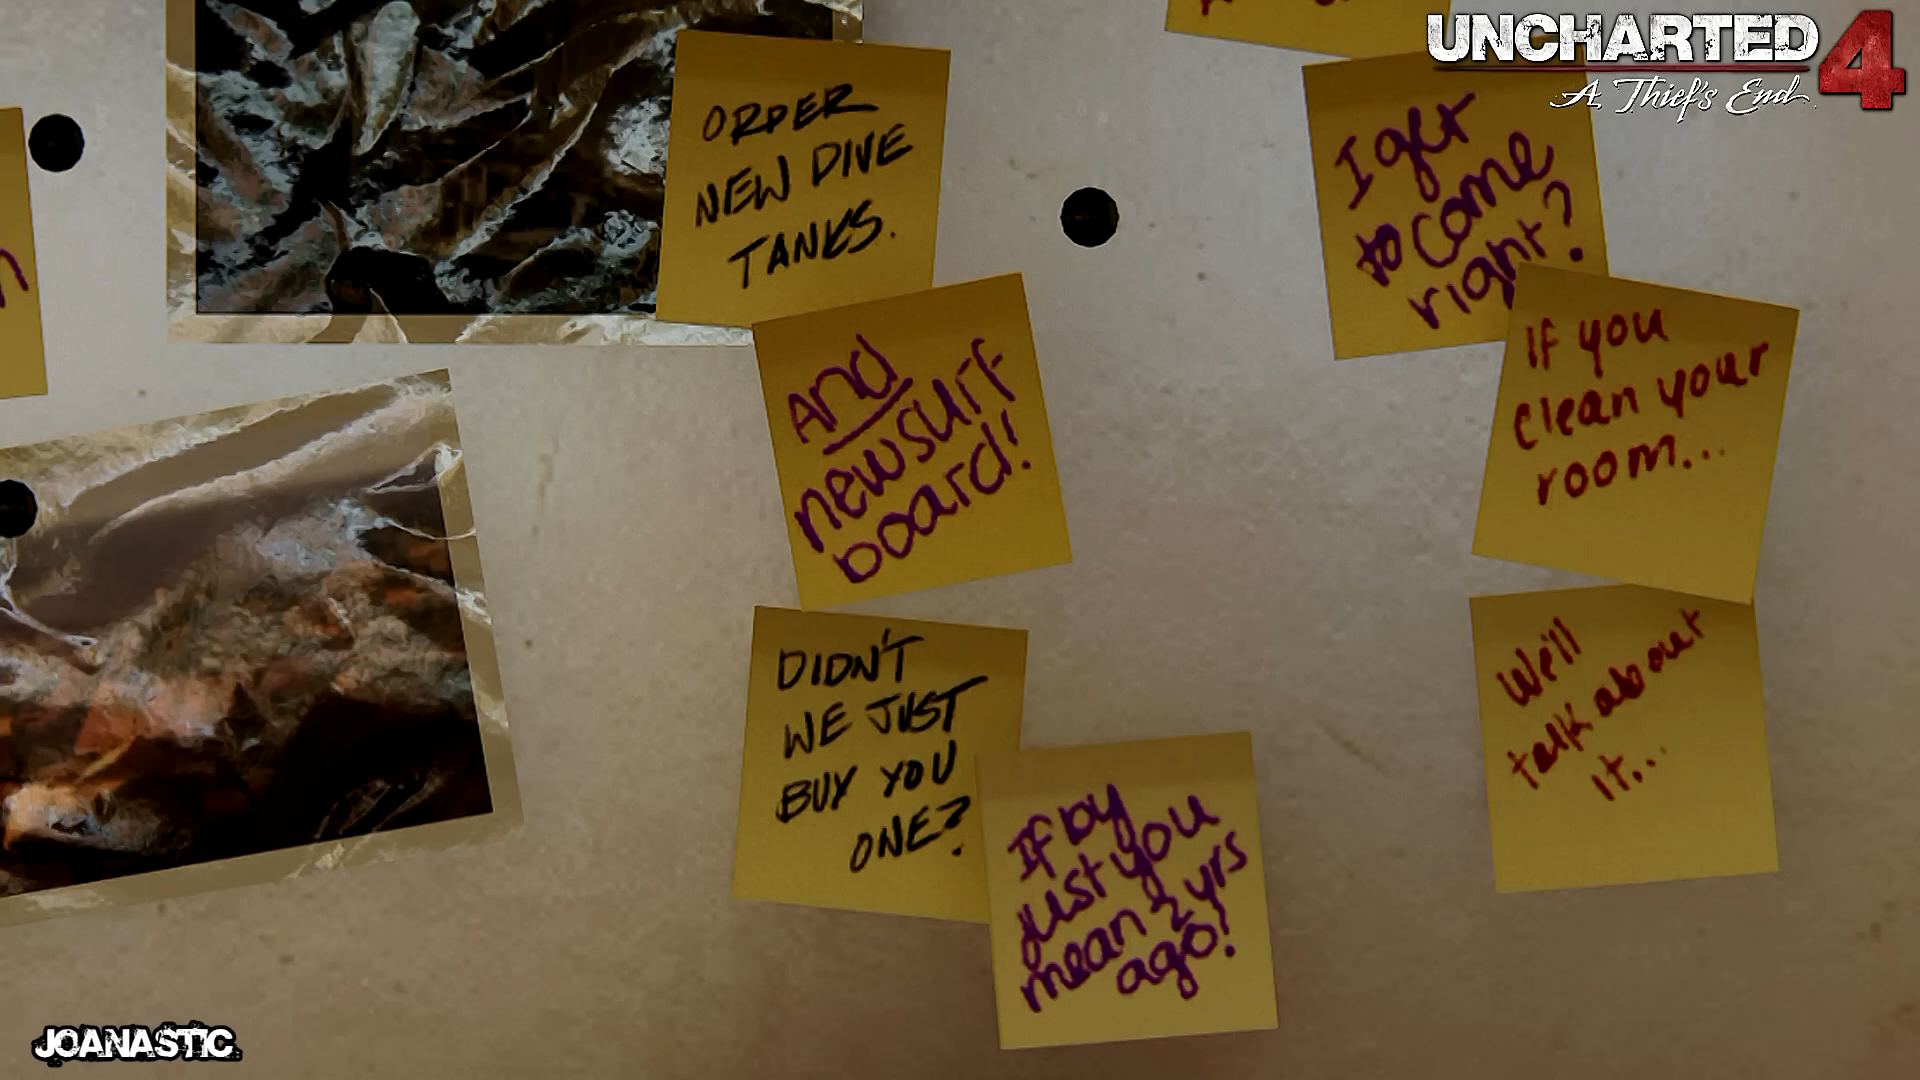 UNCHARTED 4
A Thief's End
ORDER
NEW DIVE
TANKS.
And
new surf
board!
DIDN'T
WE JUST
BUY YOU
ONE?
If by
just you
mean 2 yrs
ago!
I get
to come
right?
If you
clean your
room...
We'll
talk about
it...
JOANASTIC